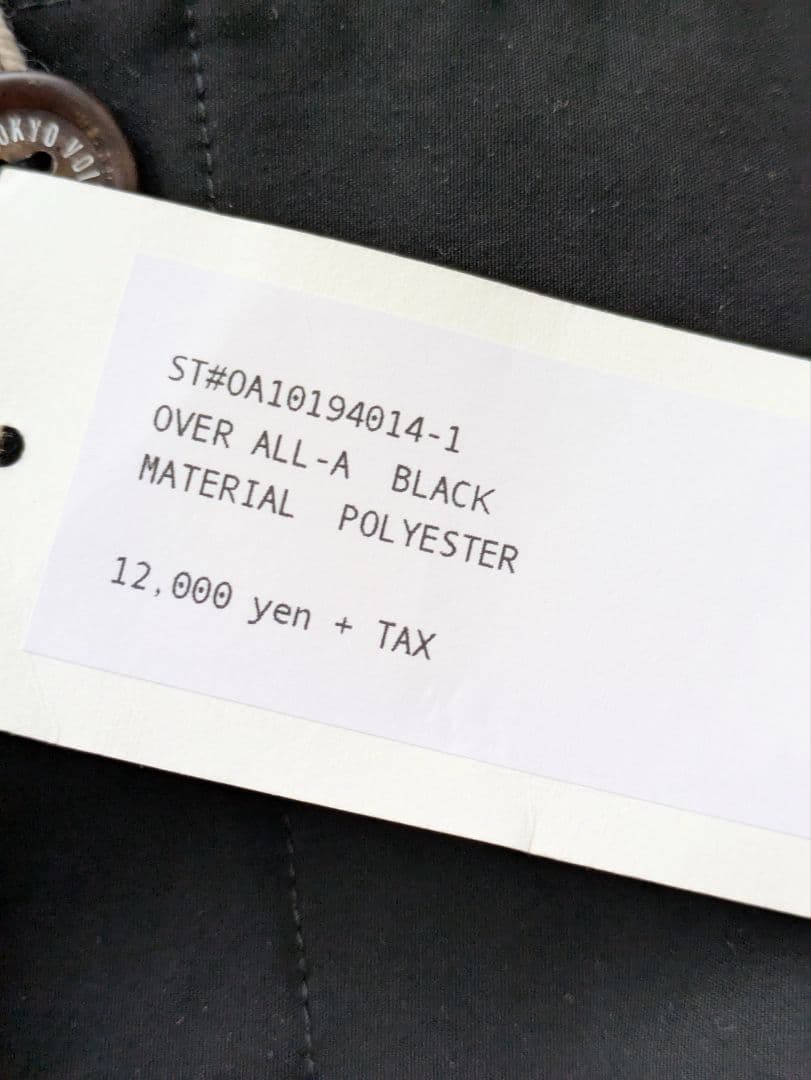 ST#OA10194014-1
OVER ALL-A BLACK
MATERIAL POLYESTER
12,000 yen + TAX